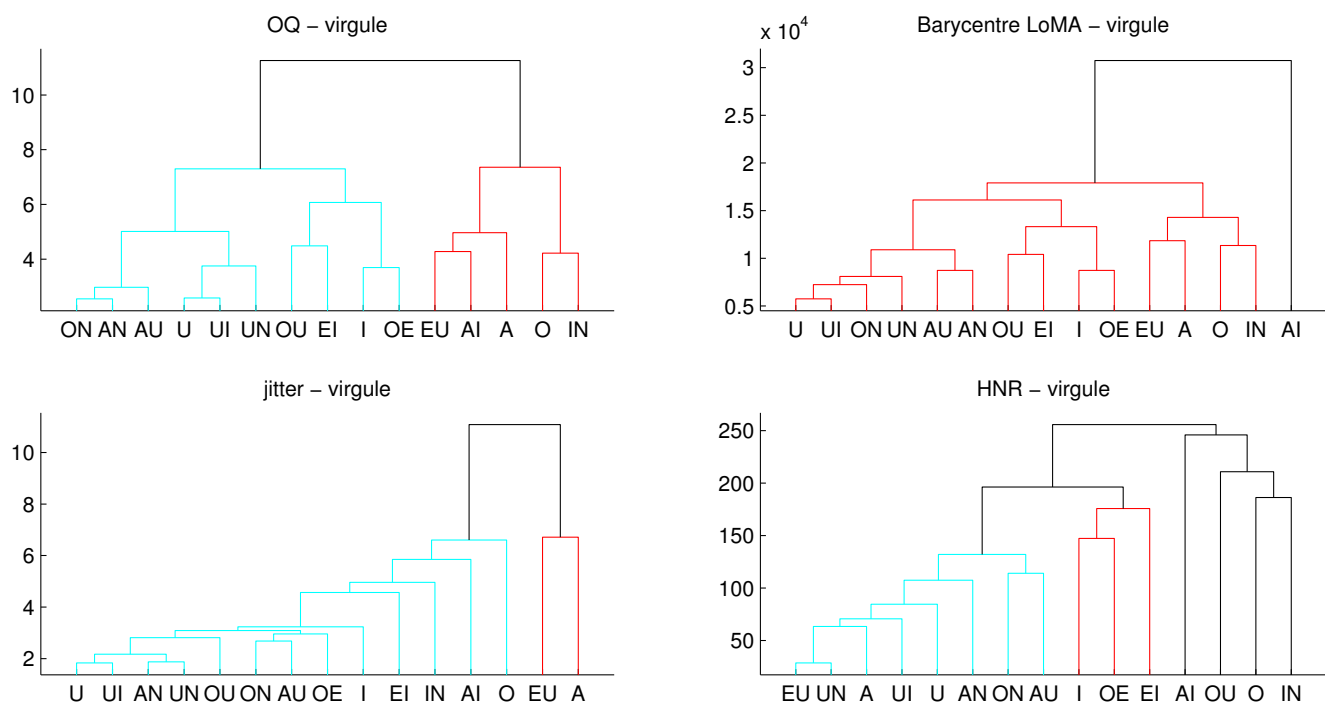 OQ – virgule
10
8
6
4
ON AN AU U UI UN OU EI I OE EU AI A O IN
Barycentre LoMA – virgule
x 10⁴
3
2.5
2
1.5
1
0.5
U UI ON UN AU AN OU EI I OE EU A O IN AI
jitter – virgule
10
8
6
4
2
U UI AN UN OU ON AU OE I EI IN AI O EU A
HNR – virgule
250
200
150
100
50
EU UN A UI U AN ON AU I OE EI AI OU O IN